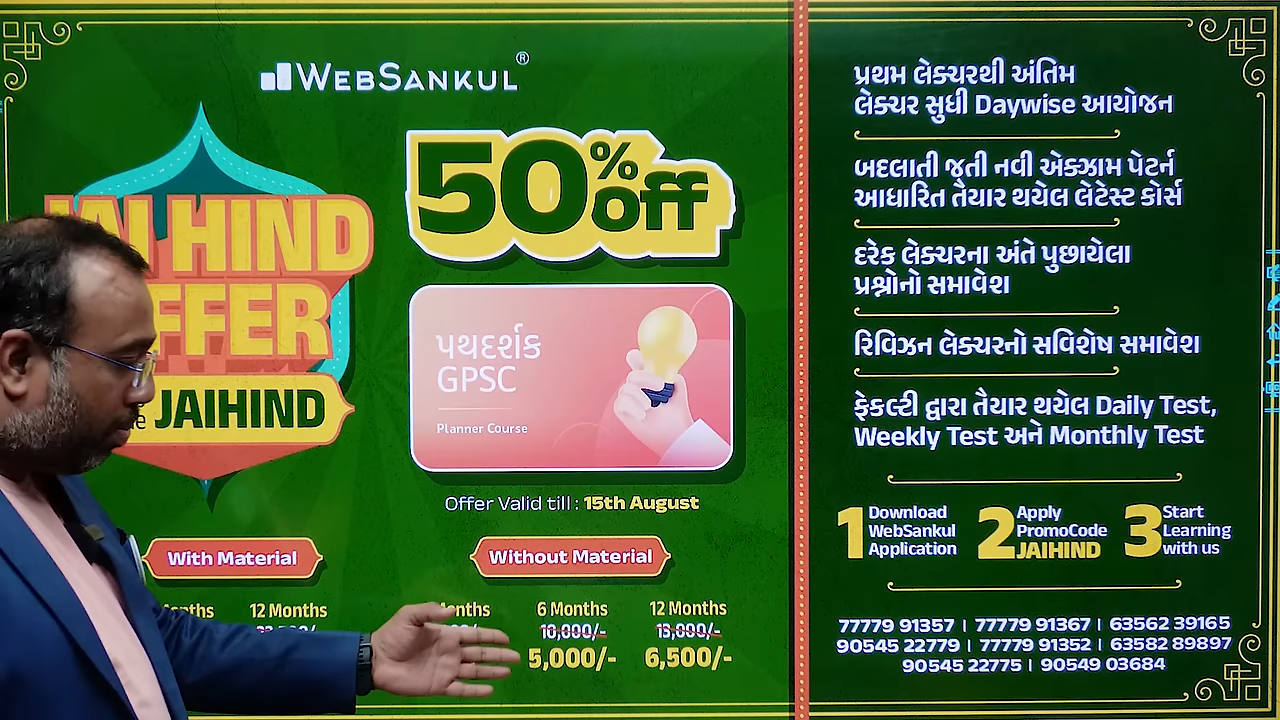 WEBSANKUL®
HIND
OFFER
JAIHIND
50% off
પથદર્શક
GPSC
Planner Course
Offer Valid till : 15th August
With Material
Without Material
12 Months
6 Months
12 Months
10,000/-
13,000/-
5,000/-
6,500/-
પ્રથમ લેક્ચરથી અંતિમ
લેક્ચર સુધી Daywise આયોજન
બદલાતી જતી નવી એક્ઝામ પેટર્ન
આધારિત તૈયાર થયેલ લેટેસ્ટ કોર્સ
દરેક લેક્ચરના અંતે પુછાયેલા
પ્રશ્નોનો સમાવેશ
રિવિઝન લેક્ચરનો સવિશેષ સમાવેશ
ફેકલ્ટી દ્વારા તૈયાર થયેલ Daily Test,
Weekly Test અને Monthly Test
1 Download
WebSankul
Application
2 Apply
PromoCode
JAIHIND
3 Start
Learning
with us
77779 91357 | 77779 91367 | 63562 39165
90545 22779 | 77779 91352 | 63582 89897
90545 22775 | 90549 03684